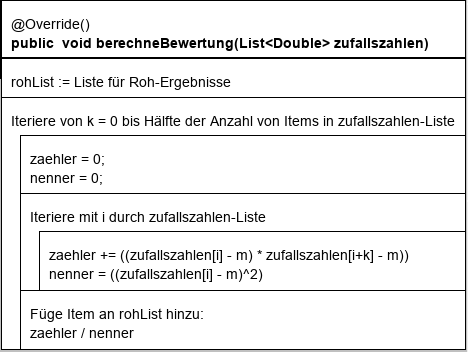 @Override()
public  void berechneBewertung(List<Double> zufallszahlen)
rohList := Liste für Roh-Ergebnisse
Iteriere von k = 0 bis Hälfte der Anzahl von Items in zufallszahlen-Liste
zaehler = 0;
nenner = 0;
Iteriere mit i durch zufallszahlen-Liste
zaehler += ((zufallszahlen[i] - m) * zufallszahlen[i+k] - m))
nenner = ((zufallszahlen[i] - m)^2)
Füge Item an rohList hinzu:
zaehler / nenner